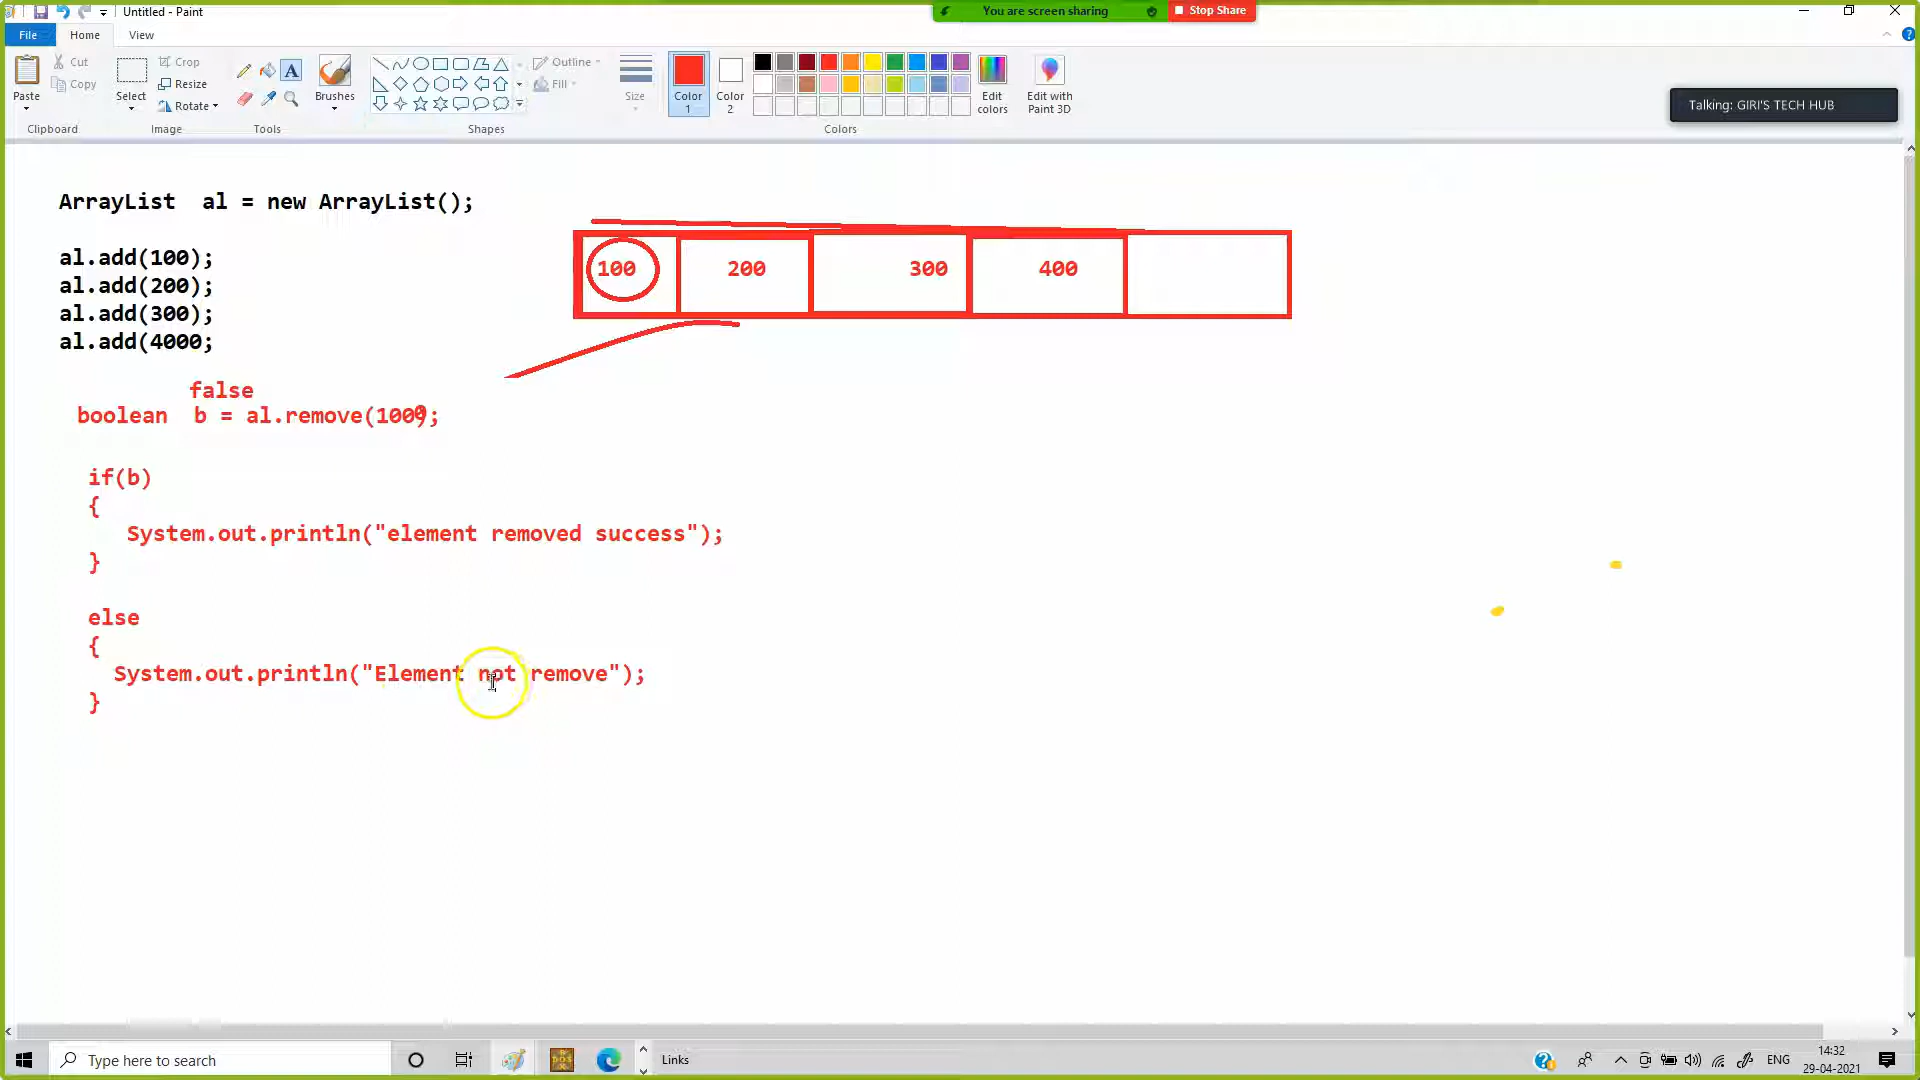 Untitled - Paint
You are screen sharing
Stop Share
File
Home
View
Paste
Cut
Copy
Clipboard
Select
Crop
Resize
Rotate
Image
Tools
Brushes
Shapes
Outline
Fill
Size
Color 1
Color 2
Colors
Edit colors
Edit with Paint 3D
Talking: GIRI'S TECH HUB
ArrayList al = new ArrayList();
al.add(100);
al.add(200);
al.add(300);
al.add(4000;
100 200 300 400
false
boolean b = al.remove(1000);
if(b)
{
System.out.println("element removed success");
}
else
{
System.out.println("Element not remove");
}
Type here to search
Links
ENG
14:32
29-04-2021